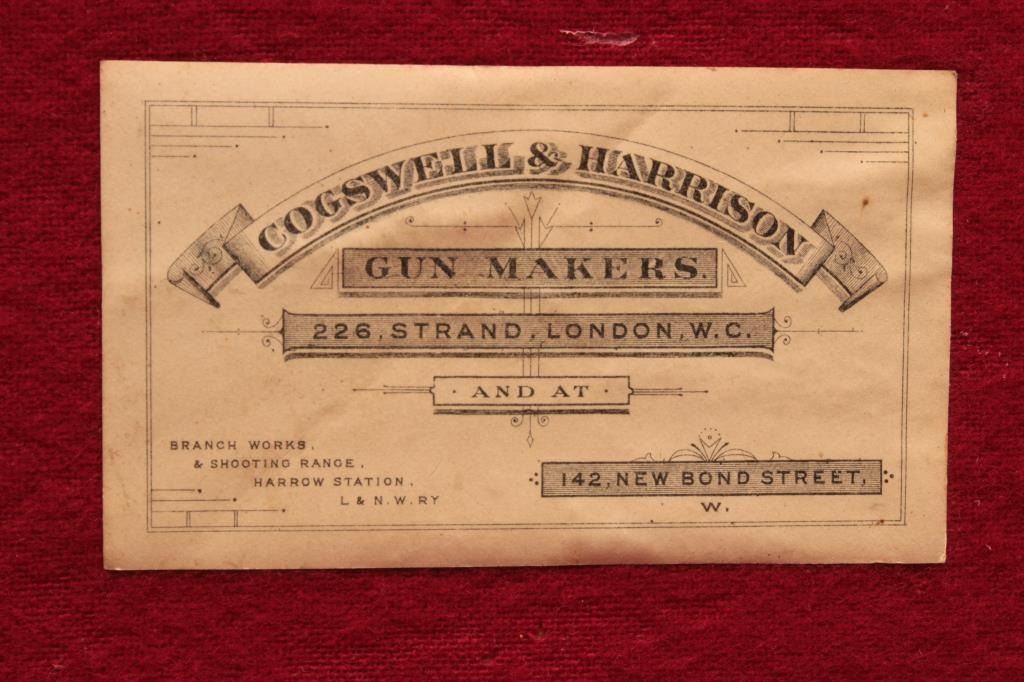 COGSWELL & HARRISON
GUN MAKERS.
226, STRAND, LONDON, W.C.
· AND AT ·
BRANCH WORKS,
& SHOOTING RANGE,
HARROW STATION.
L & N.W.RY
142, NEW BOND STREET,
W.